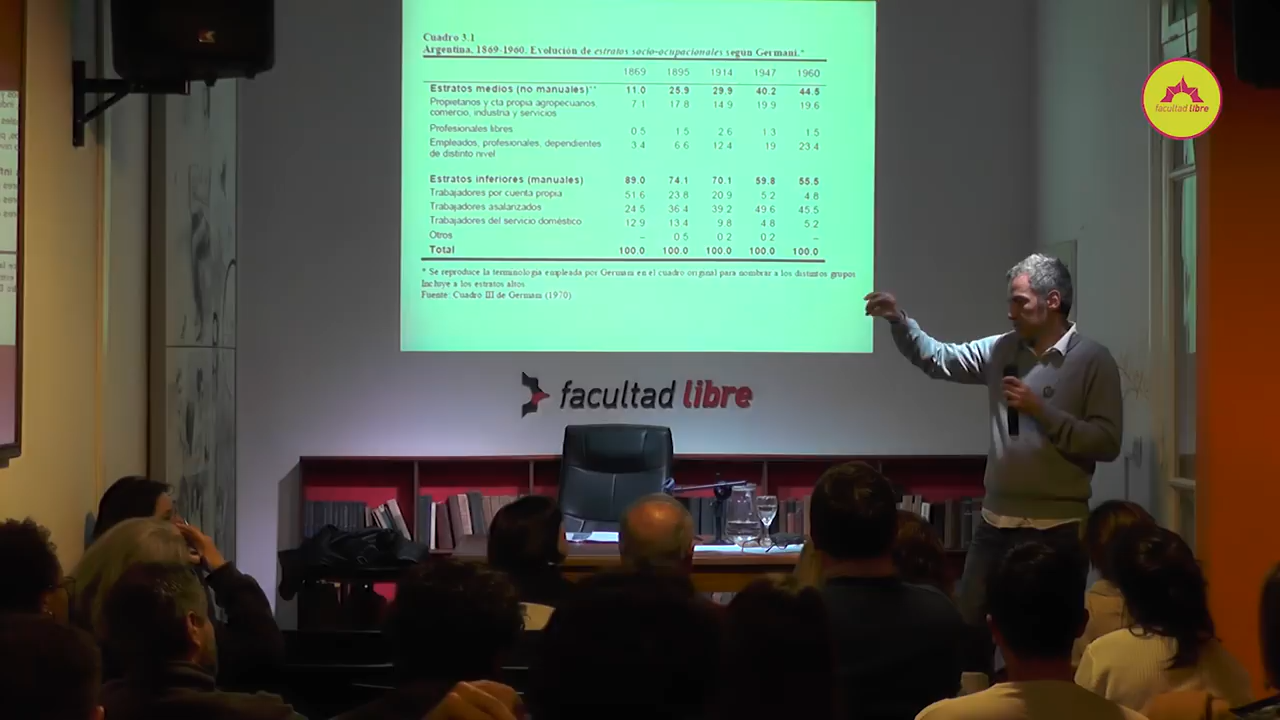 Cuadro 3.1
Argentina, 1869-1960. Evolución de estratos socio-ocupacionales segun Germani.*
1869 1895 1914 1947 1960
Estratos medios (no manuales)** 11.0 25.9 29.9 40.2 44.5
Propietarios y cta propia agropecuarios,
comercio, industria y servicios 7.1 17.8 14.9 19.9 19.6
Profesionales libres 0.5 1.5 2.6 1.3 1.5
Empleados, profesionales, dependientes
de distinto nivel 3.4 6.6 12.4 19 23.4
Estratos inferiores (manuales) 89.0 74.1 70.1 59.8 55.5
Trabajadores por cuenta propia 51.6 23.8 20.9 5.2 4.8
Trabajadores asalarizados 24.5 36.4 39.2 49.6 45.5
Trabajadores del servicio doméstico 12.9 13.4 9.8 4.8 5.2
Otros – 0.5 0.2 0.2 –
Total 100.0 100.0 100.0 100.0 100.0
* Se reproduce la terminologia empleada por Germani en el cuadro original para nombrar a los distintos grupos
Incluye a los estratos altos
Fuente: Cuadro III de Germani (1970)
facultad libre
facultad libre